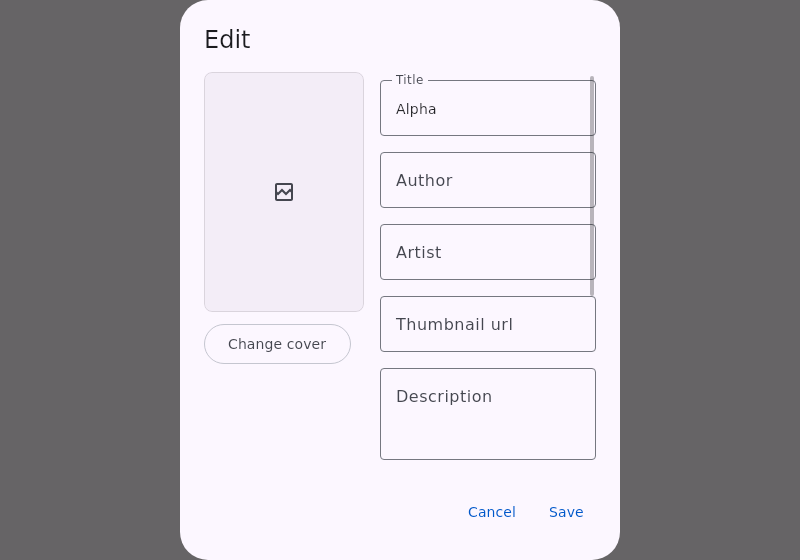 Edit
Title
Alpha
Author
Artist
Thumbnail url
Change cover
Description
Cancel
Save